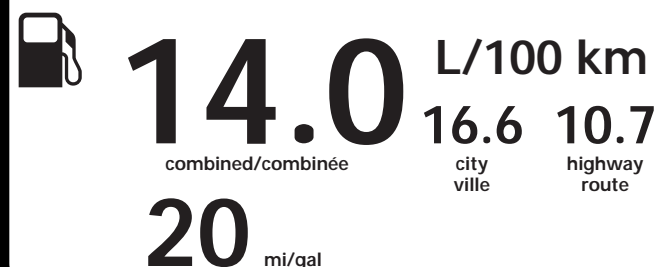 14.0 L/100 km
combined/combinée
16.6 10.7
city highway
ville route
20 mi/gal